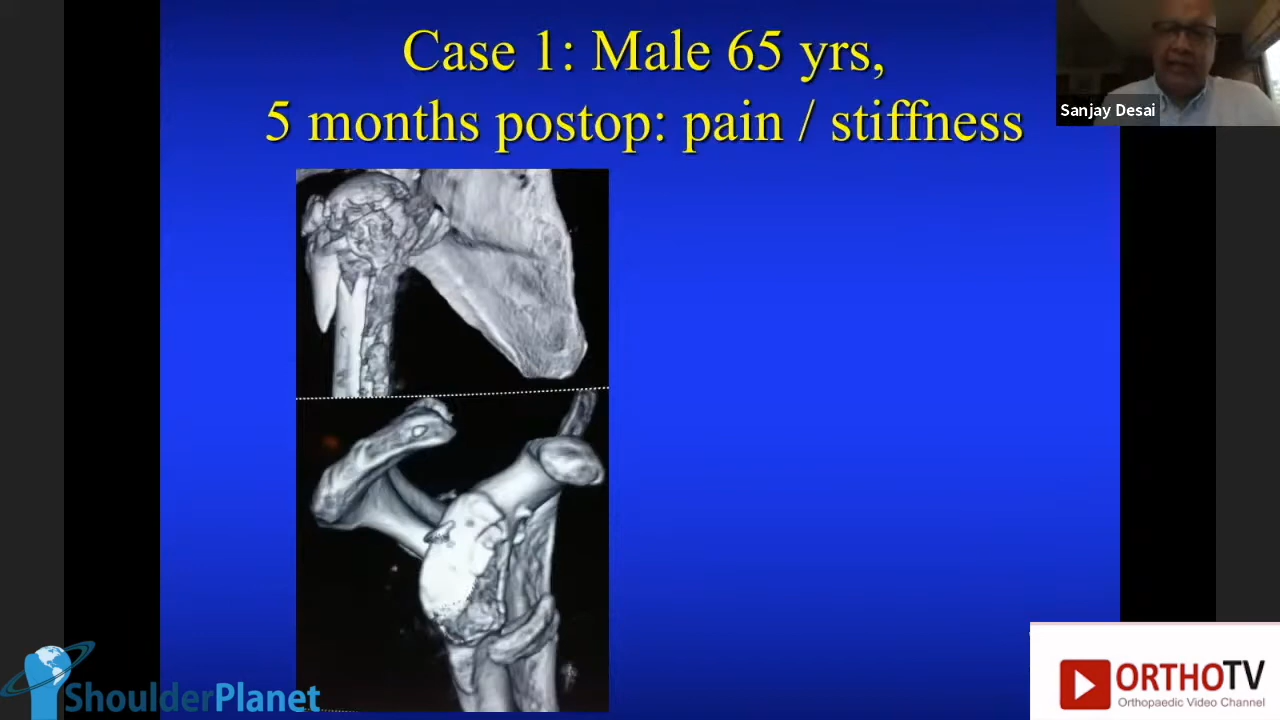 Case 1: Male 65 yrs,
5 months postop: pain / stiffness
Sanjay Desai
ShoulderPlanet
ORTHOTV
Orthopaedic Video Channel